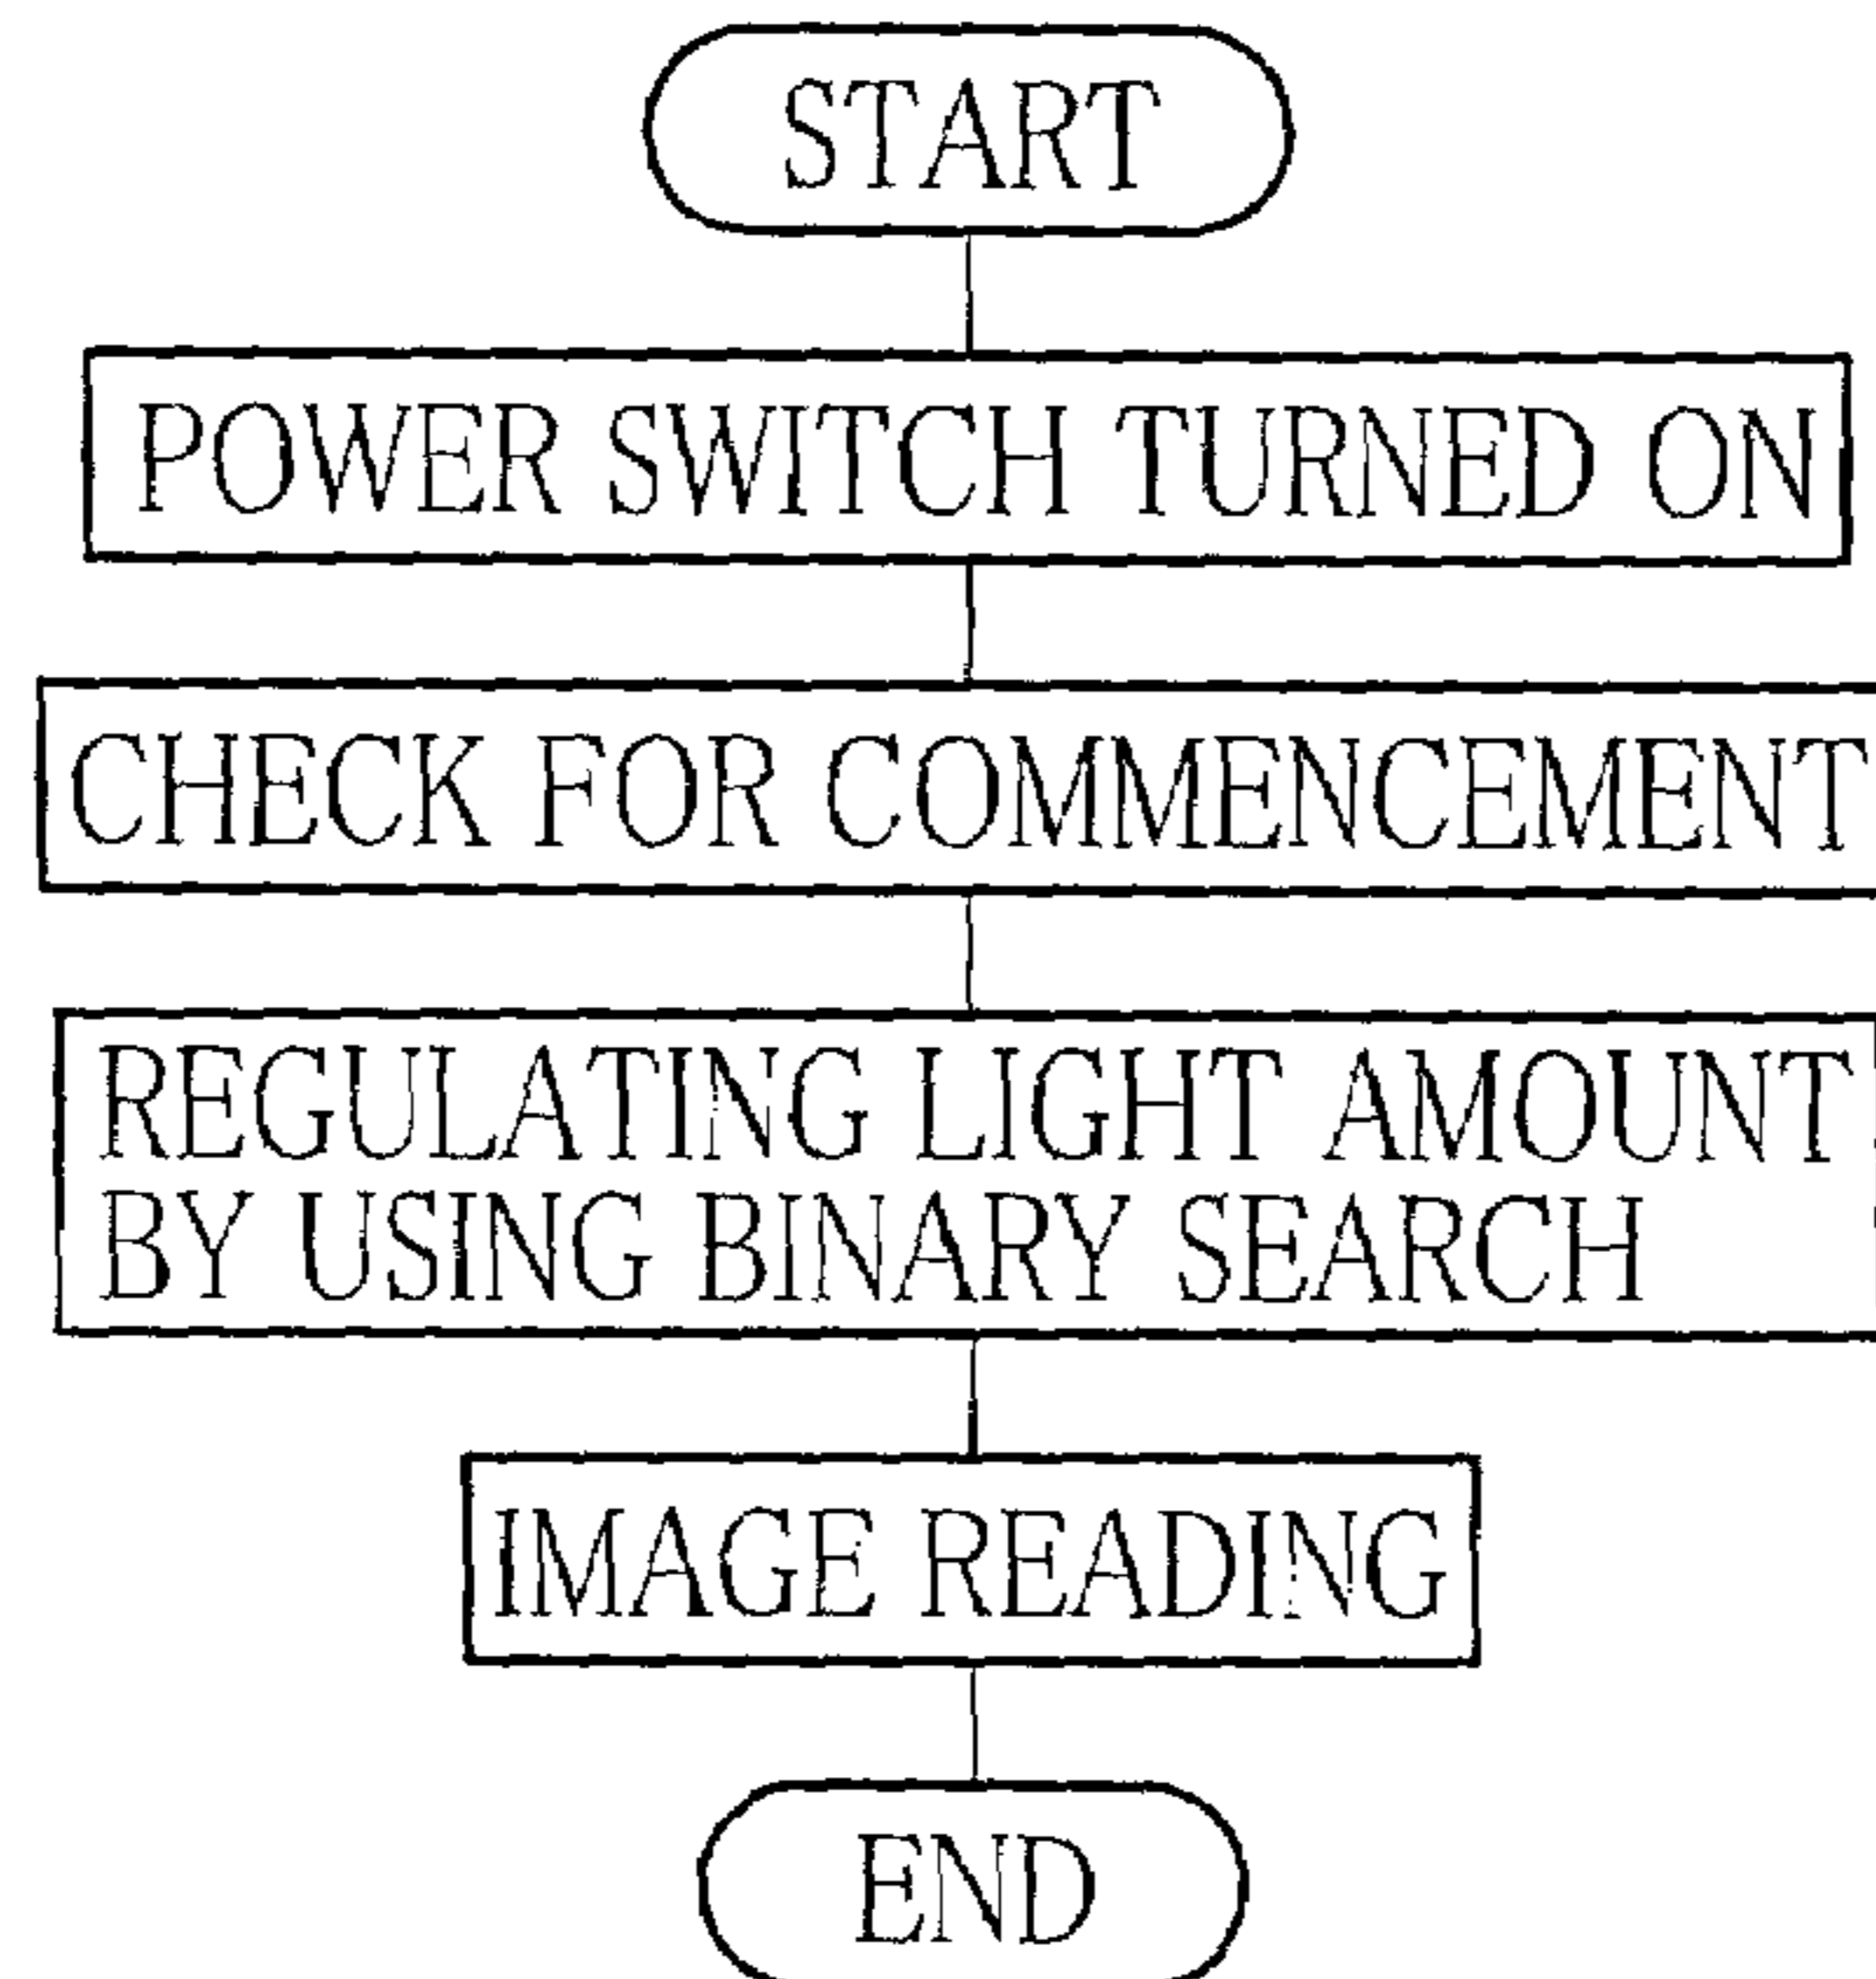 START
POWER SWITCH TURNED ON
CHECK FOR COMMENCEMENT
REGULATING LIGHT AMOUNT
BY USING BINARY SEARCH
IMAGE READING
END